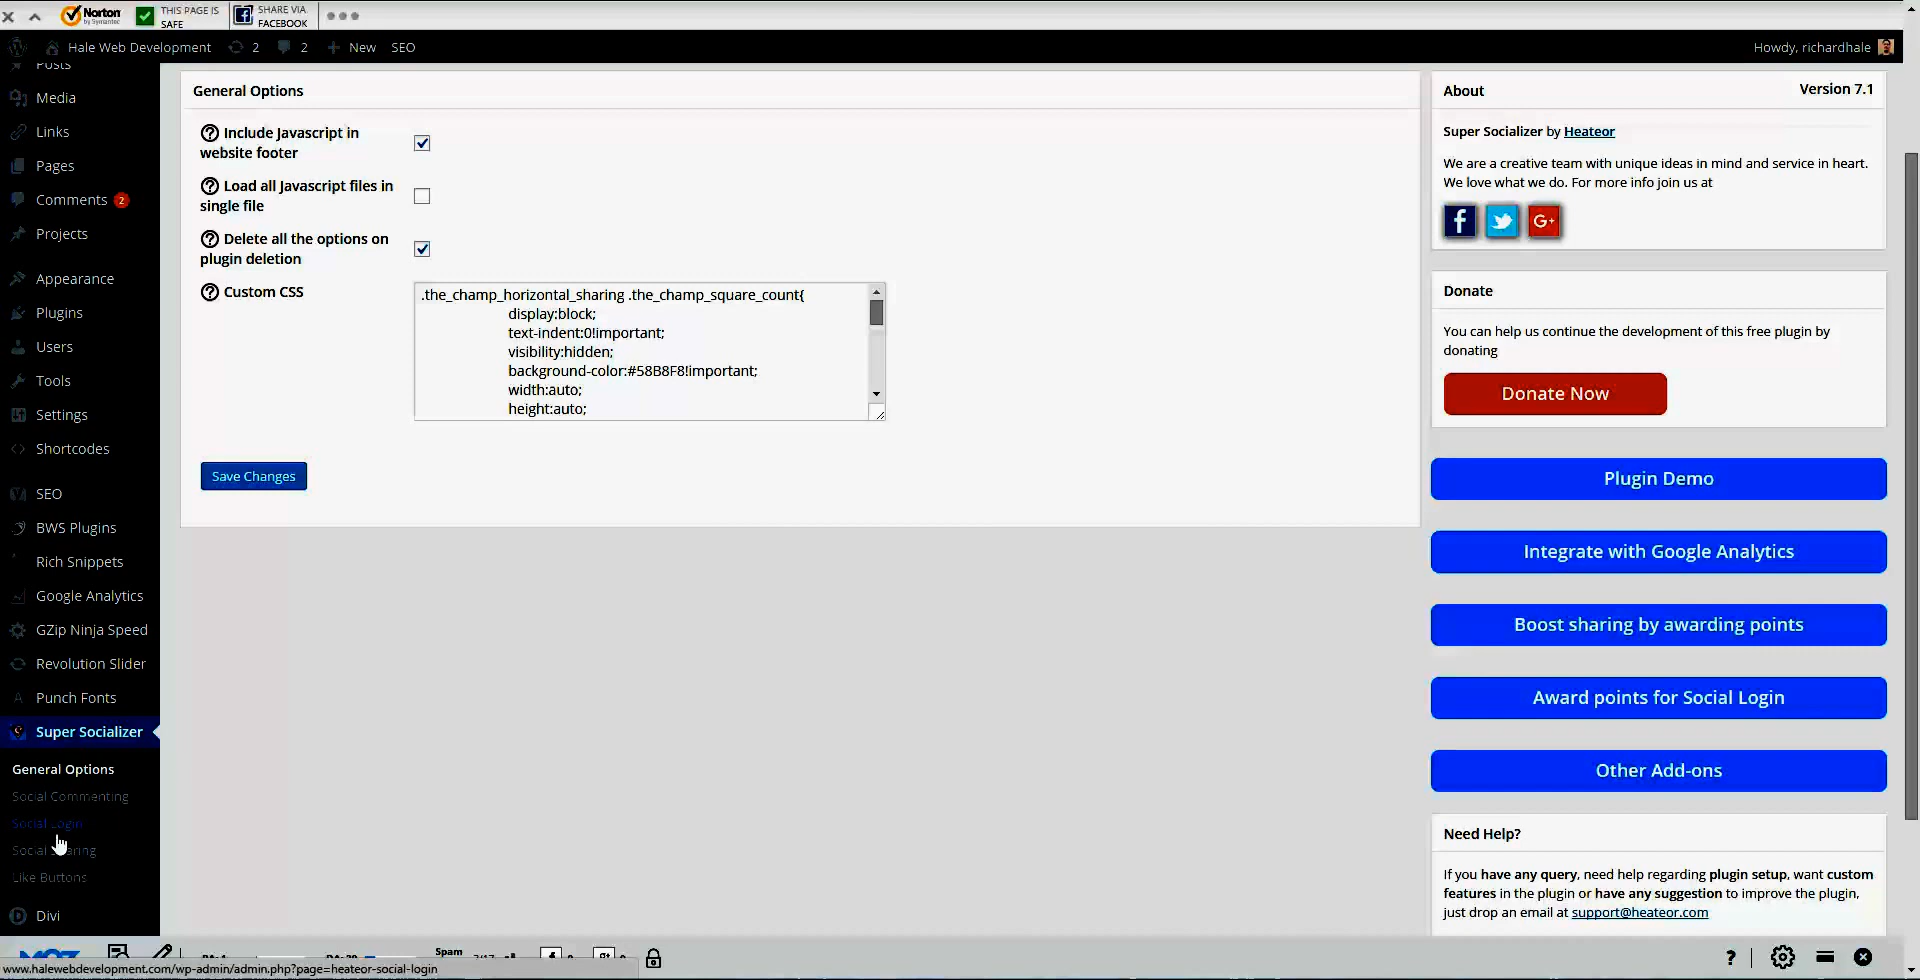 Norton
by Symantec
THIS PAGE IS
SAFE
SHARE VIA
FACEBOOK
Hale Web Development
2
2
New
SEO
Howdy, richardhale
Posts
Media
Links
Pages
Comments 2
Projects
Appearance
Plugins
Users
Tools
Settings
Shortcodes
SEO
BWS Plugins
Rich Snippets
Google Analytics
GZip Ninja Speed
Revolution Slider
Punch Fonts
Super Socializer
General Options
Social Commenting
Social Login
Social
Like Buttons
Divi
General Options
Include Javascript in
website footer
Load all Javascript files in
single file
Delete all the options on
plugin deletion
Custom CSS
.the_champ_horizontal_sharing .the_champ_square_count{
display:block;
text-indent:0!important;
visibility:hidden;
background-color:#58B8F8!important;
width:auto;
height:auto;
Save Changes
About
Version 7.1
Super Socializer by Heateor
We are a creative team with unique ideas in mind and service in heart.
We love what we do. For more info join us at
f
G+
Donate
You can help us continue the development of this free plugin by
donating
Donate Now
Plugin Demo
Integrate with Google Analytics
Boost sharing by awarding points
Award points for Social Login
Other Add-ons
Need Help?
If you have any query, need help regarding plugin setup, want custom
features in the plugin or have any suggestion to improve the plugin,
just drop an email at support@heateor.com
MOZ
Spam
?
www.halewebdevelopment.com/wp-admin/admin.php?page=heateor-social-login